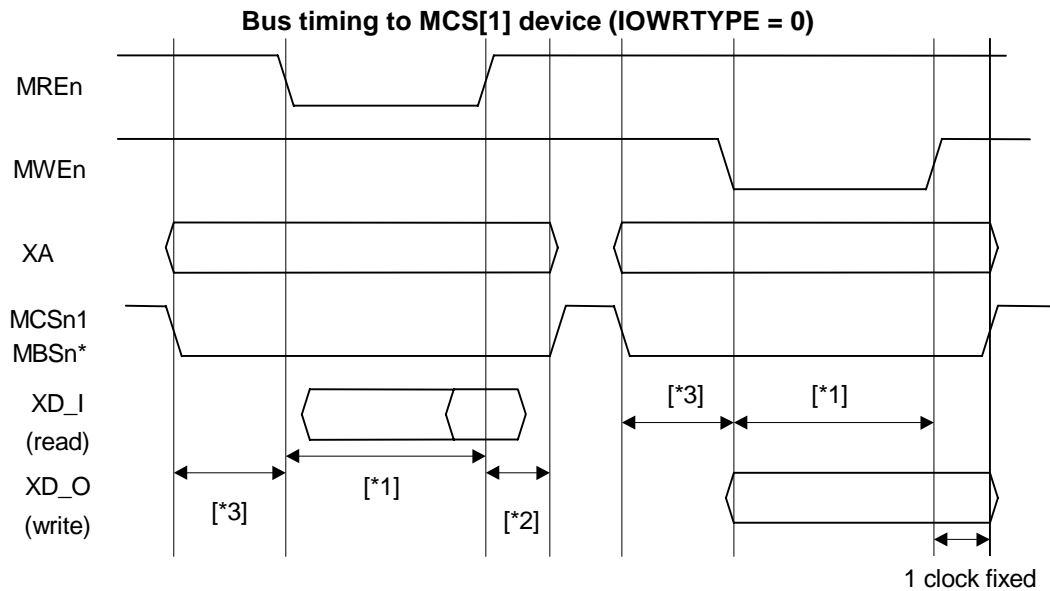 Bus timing to MCS[1] device (IOWRTYPE = 0)
MREn
MWEn
XA
MCSn1
MBSn*
XD_I
(read)
XD_O
(write)
[*3]
[*1]
[*2]
[*3]
[*1]
1 clock fixed